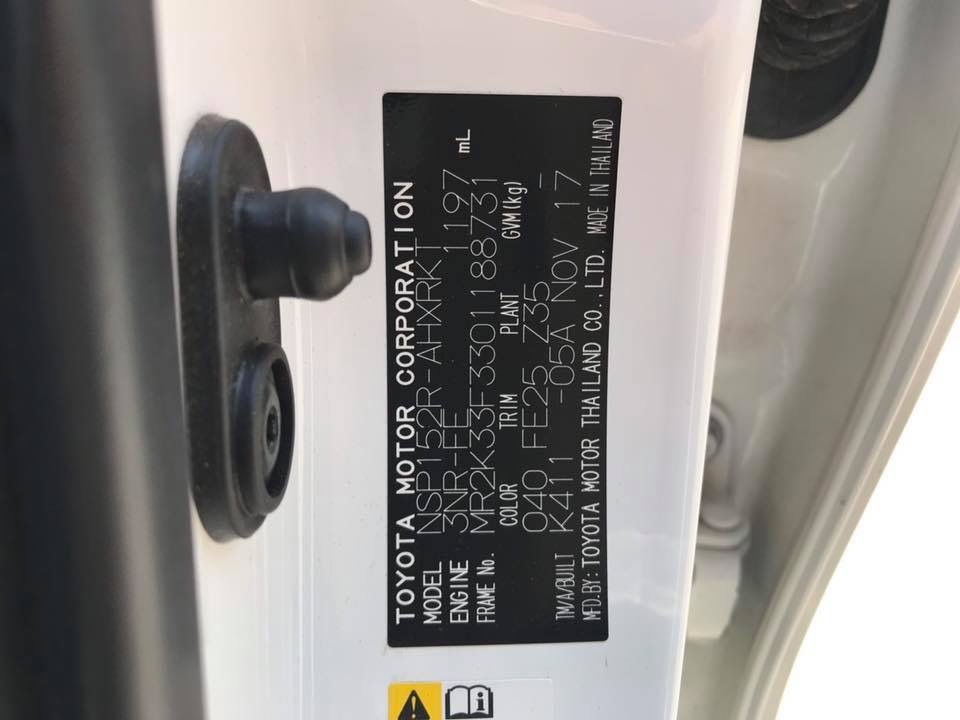 TOYOTA MOTOR CORPORATION
MODEL NSP152R-AHXRKT
ENGINE 3NR-FE 1197 mL
FRAME No. MR2K33F3301188731
COLOR TRIM PLANT GVM(kg)
040 FE25 Z35 -
TM/A/BUILT K411 -05A NOV 17
MFD.BY: TOYOTA MOTOR THAILAND CO.,LTD. MADE IN THAILAND